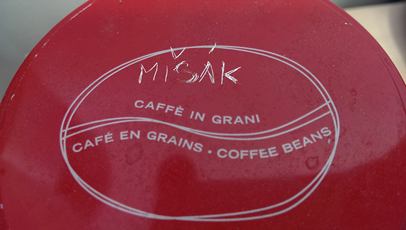 MIŠÁK
CAFFÈ IN GRANI
CAFÉ EN GRAINS • COFFEE BEANS